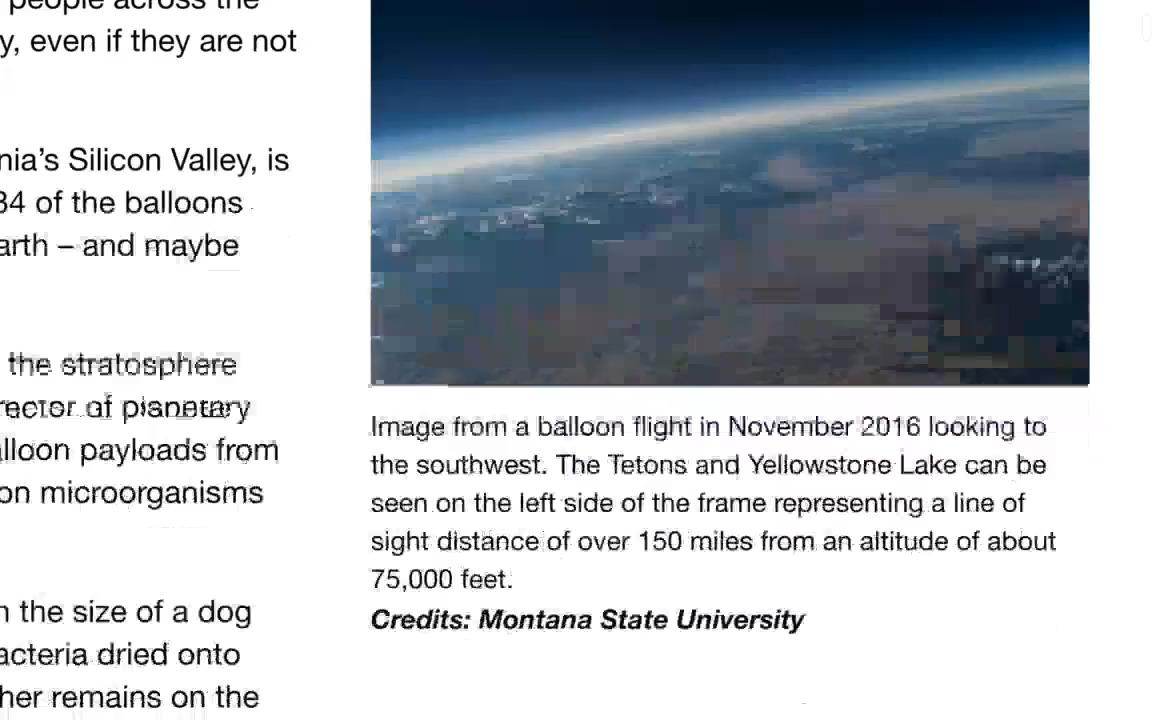 people across the
y, even if they are not
nia's Silicon Valley, is
34 of the balloons
arth – and maybe
the stratosphere
rector of planetary
alloon payloads from
on microorganisms
n the size of a dog
acteria dried onto
her remains on the
Image from a balloon flight in November 2016 looking to
the southwest. The Tetons and Yellowstone Lake can be
seen on the left side of the frame representing a line of
sight distance of over 150 miles from an altitude of about
75,000 feet.
Credits: Montana State University